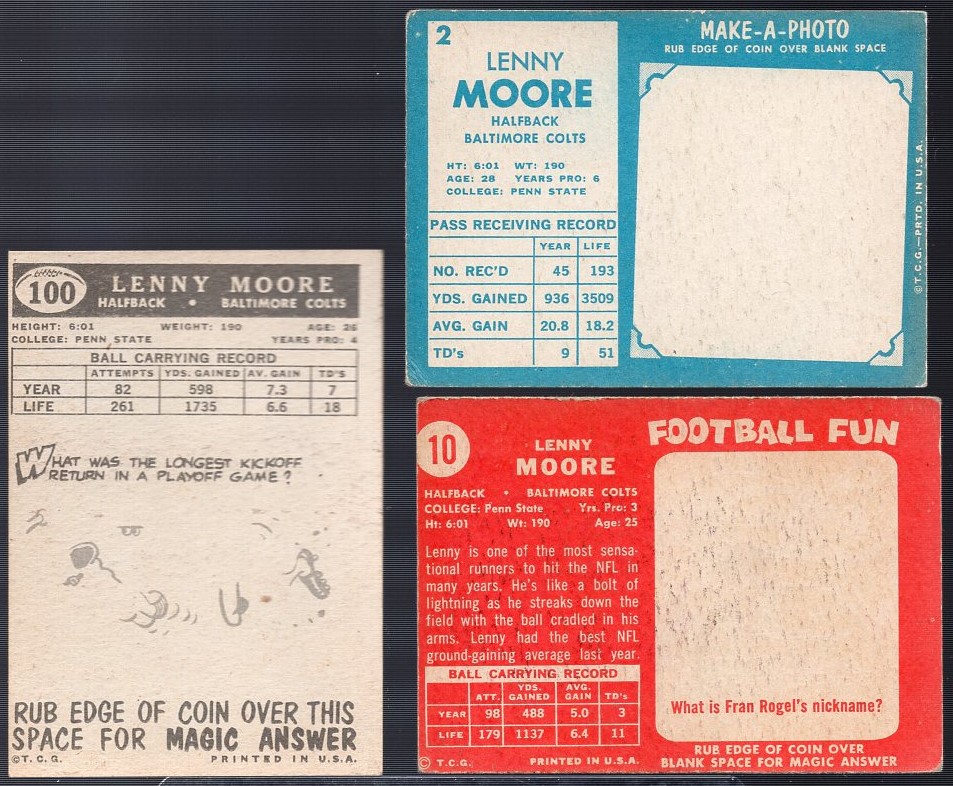 2
LENNY
MOORE
HALFBACK
BALTIMORE COLTS
HT: 6:01 WT: 190
AGE: 28 YEARS PRO: 6
COLLEGE: PENN STATE
PASS RECEIVING RECORD
YEAR LIFE
NO. REC'D 45 193
YDS. GAINED 936 3509
AVG. GAIN 20.8 18.2
TD's 9 51
MAKE-A-PHOTO
RUB EDGE OF COIN OVER BLANK SPACE
©T.C.G.—PRTD. IN U.S.A.
100
LENNY MOORE
HALFBACK • BALTIMORE COLTS
HEIGHT: 6:01 WEIGHT: 190 AGE: 26
COLLEGE: PENN STATE YEARS PRO: 4
BALL CARRYING RECORD
ATTEMPTS YDS. GAINED AV. GAIN TD'S
YEAR 82 598 7.3 7
LIFE 261 1735 6.6 18
WHAT WAS THE LONGEST KICKOFF
RETURN IN A PLAYOFF GAME?
RUB EDGE OF COIN OVER THIS
SPACE FOR MAGIC ANSWER
©T.C.G. PRINTED IN U.S.A.
10
LENNY
MOORE
HALFBACK • BALTIMORE COLTS
COLLEGE: Penn State Yrs. Pro: 3
Ht: 6:01 Wt: 190 Age: 25
Lenny is one of the most sensa-
tional runners to hit the NFL in
many years. He's like a bolt of
lightning as he streaks down the
field with the ball cradled in his
arms. Lenny had the best NFL
ground-gaining average last year.
BALL CARRYING RECORD
ATT. YDS. GAINED AVG. GAIN TD's
YEAR 98 488 5.0 3
LIFE 179 1137 6.4 11
© T.C.G. PRINTED IN U.S.A.
FOOTBALL FUN
What is Fran Rogel's nickname?
RUB EDGE OF COIN OVER
BLANK SPACE FOR MAGIC ANSWER